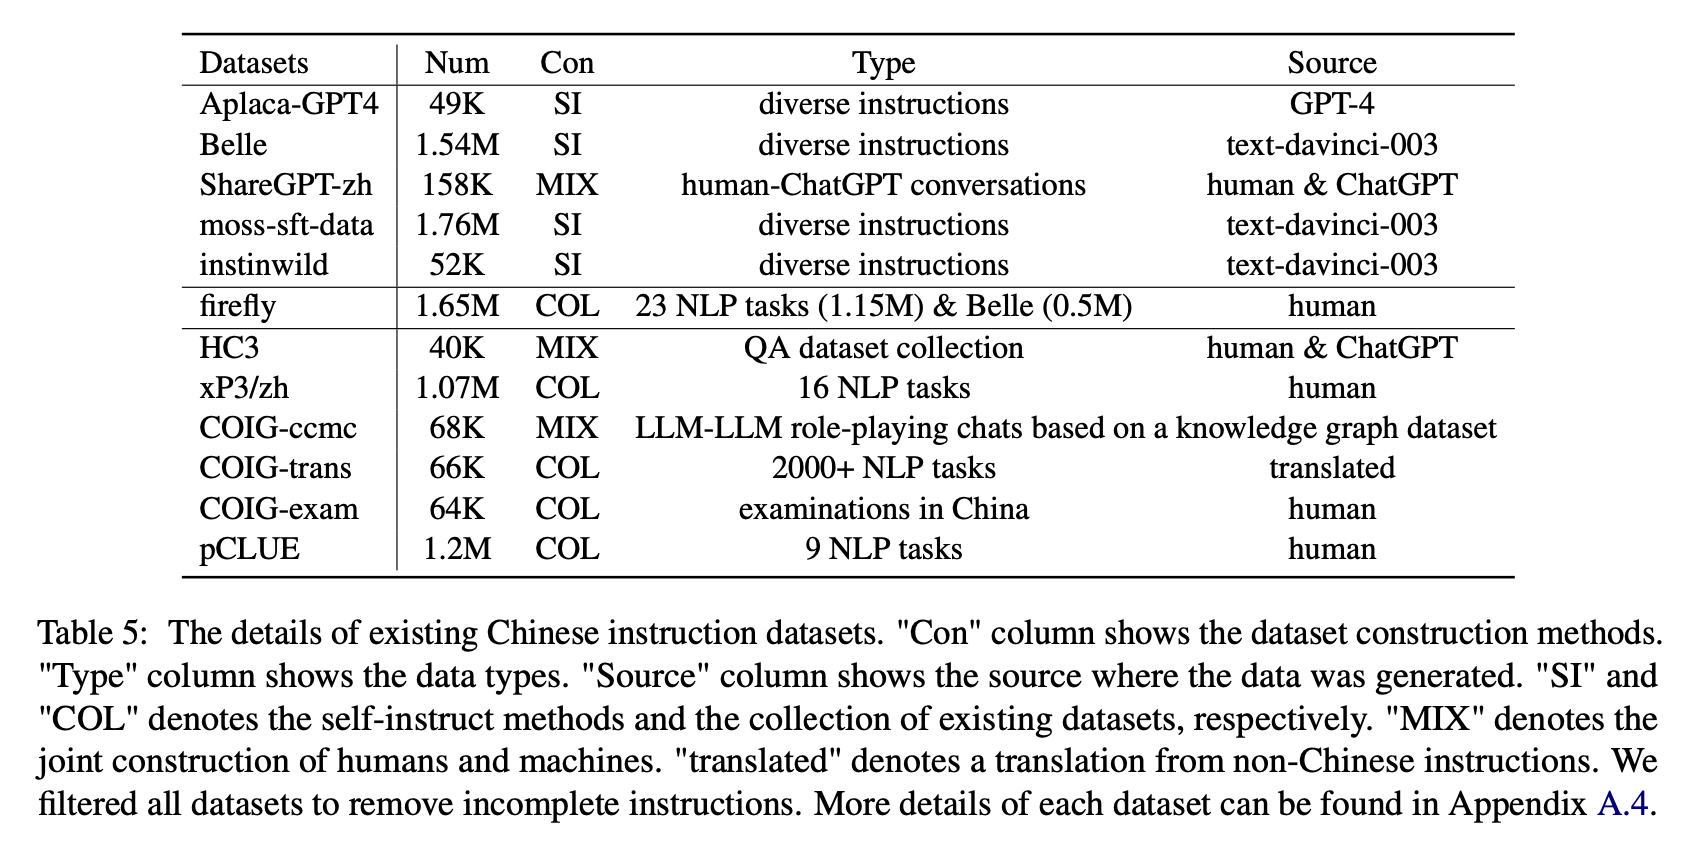 Datasets Num Con Type Source
Aplaca-GPT4 49K SI diverse instructions GPT-4
Belle 1.54M SI diverse instructions text-davinci-003
ShareGPT-zh 158K MIX human-ChatGPT conversations human & ChatGPT
moss-sft-data 1.76M SI diverse instructions text-davinci-003
instinwild 52K SI diverse instructions text-davinci-003
firefly 1.65M COL 23 NLP tasks (1.15M) & Belle (0.5M) human
HC3 40K MIX QA dataset collection human & ChatGPT
xP3/zh 1.07M COL 16 NLP tasks human
COIG-ccmc 68K MIX LLM-LLM role-playing chats based on a knowledge graph dataset
COIG-trans 66K COL 2000+ NLP tasks translated
COIG-exam 64K COL examinations in China human
pCLUE 1.2M COL 9 NLP tasks human
Table 5: The details of existing Chinese instruction datasets. "Con" column shows the dataset construction methods.
"Type" column shows the data types. "Source" column shows the source where the data was generated. "SI" and
"COL" denotes the self-instruct methods and the collection of existing datasets, respectively. "MIX" denotes the
joint construction of humans and machines. "translated" denotes a translation from non-Chinese instructions. We
filtered all datasets to remove incomplete instructions. More details of each dataset can be found in Appendix A.4.